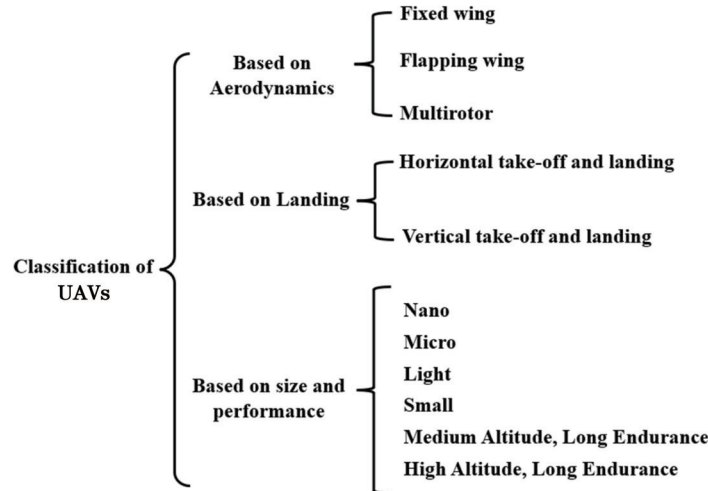 Classification of
UAVs
Based on
Aerodynamics
Fixed wing
Flapping wing
Multirotor
Based on Landing
Horizontal take-off and landing
Vertical take-off and landing
Based on size and
performance
Nano
Micro
Light
Small
Medium Altitude, Long Endurance
High Altitude, Long Endurance